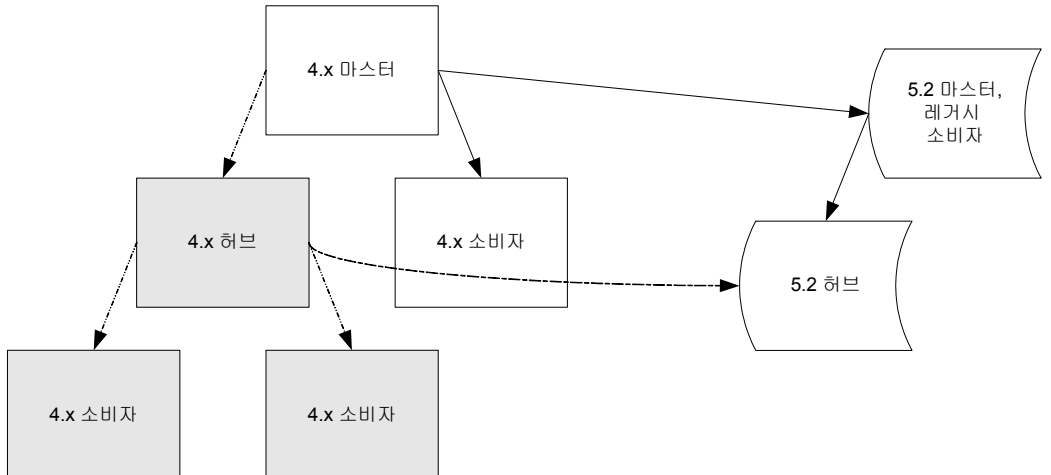 4.x 마스터
5.2 마스터,
레거시
소비자
4.x 허브
4.x 소비자
5.2 허브
4.x 소비자
4.x 소비자